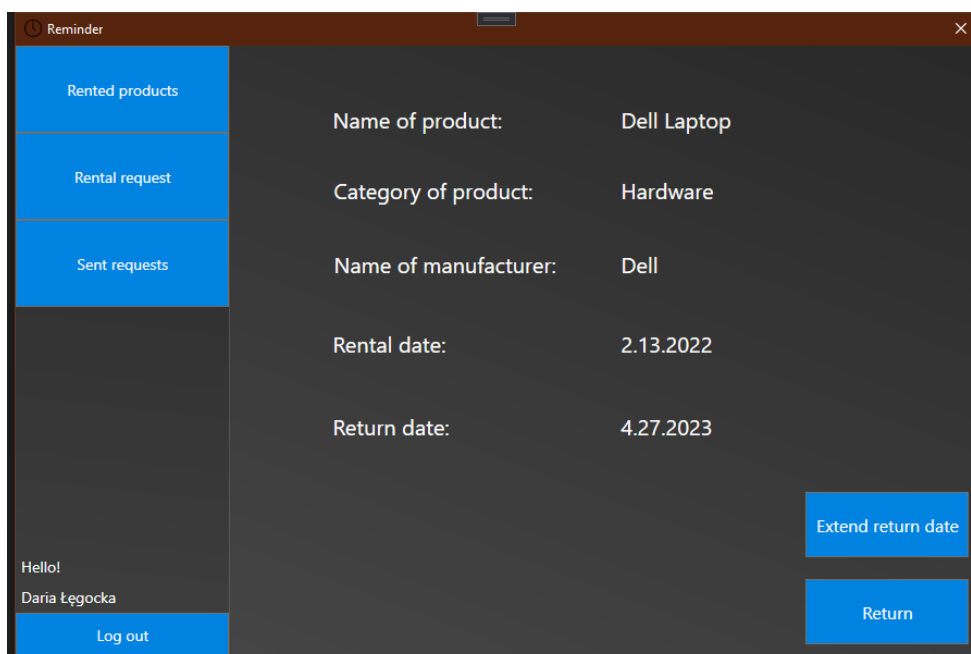 Reminder
Rented products
Rental request
Sent requests
Hello!
Daria Łęgocka
Log out
Name of product: Dell Laptop
Category of product: Hardware
Name of manufacturer: Dell
Rental date: 2.13.2022
Return date: 4.27.2023
Extend return date
Return